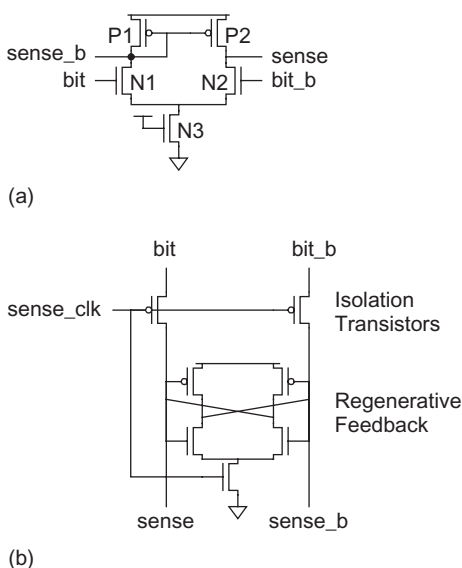 P1 P2
sense_b sense
bit N1 N2 bit_b
N3
(a)
bit bit_b
sense_clk Isolation
Transistors
Regenerative
Feedback
sense sense_b
(b)